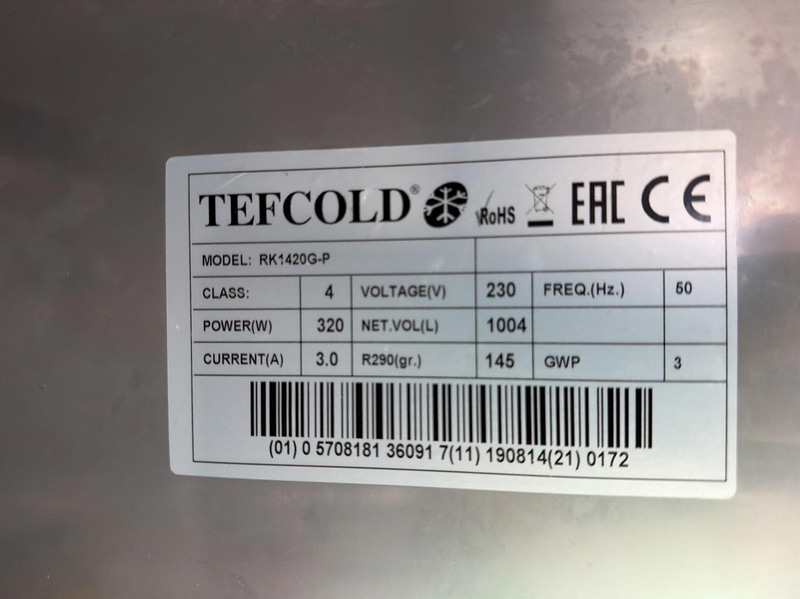 TEFCOLD® RoHS EAC CE
MODEL: RK1420G-P
CLASS: 4 VOLTAGE(V) 230 FREQ.(Hz.) 50
POWER(W) 320 NET.VOL(L) 1004
CURRENT(A) 3.0 R290(gr.) 145 GWP 3
(01) 0 5708181 36091 7(11) 190814(21) 0172